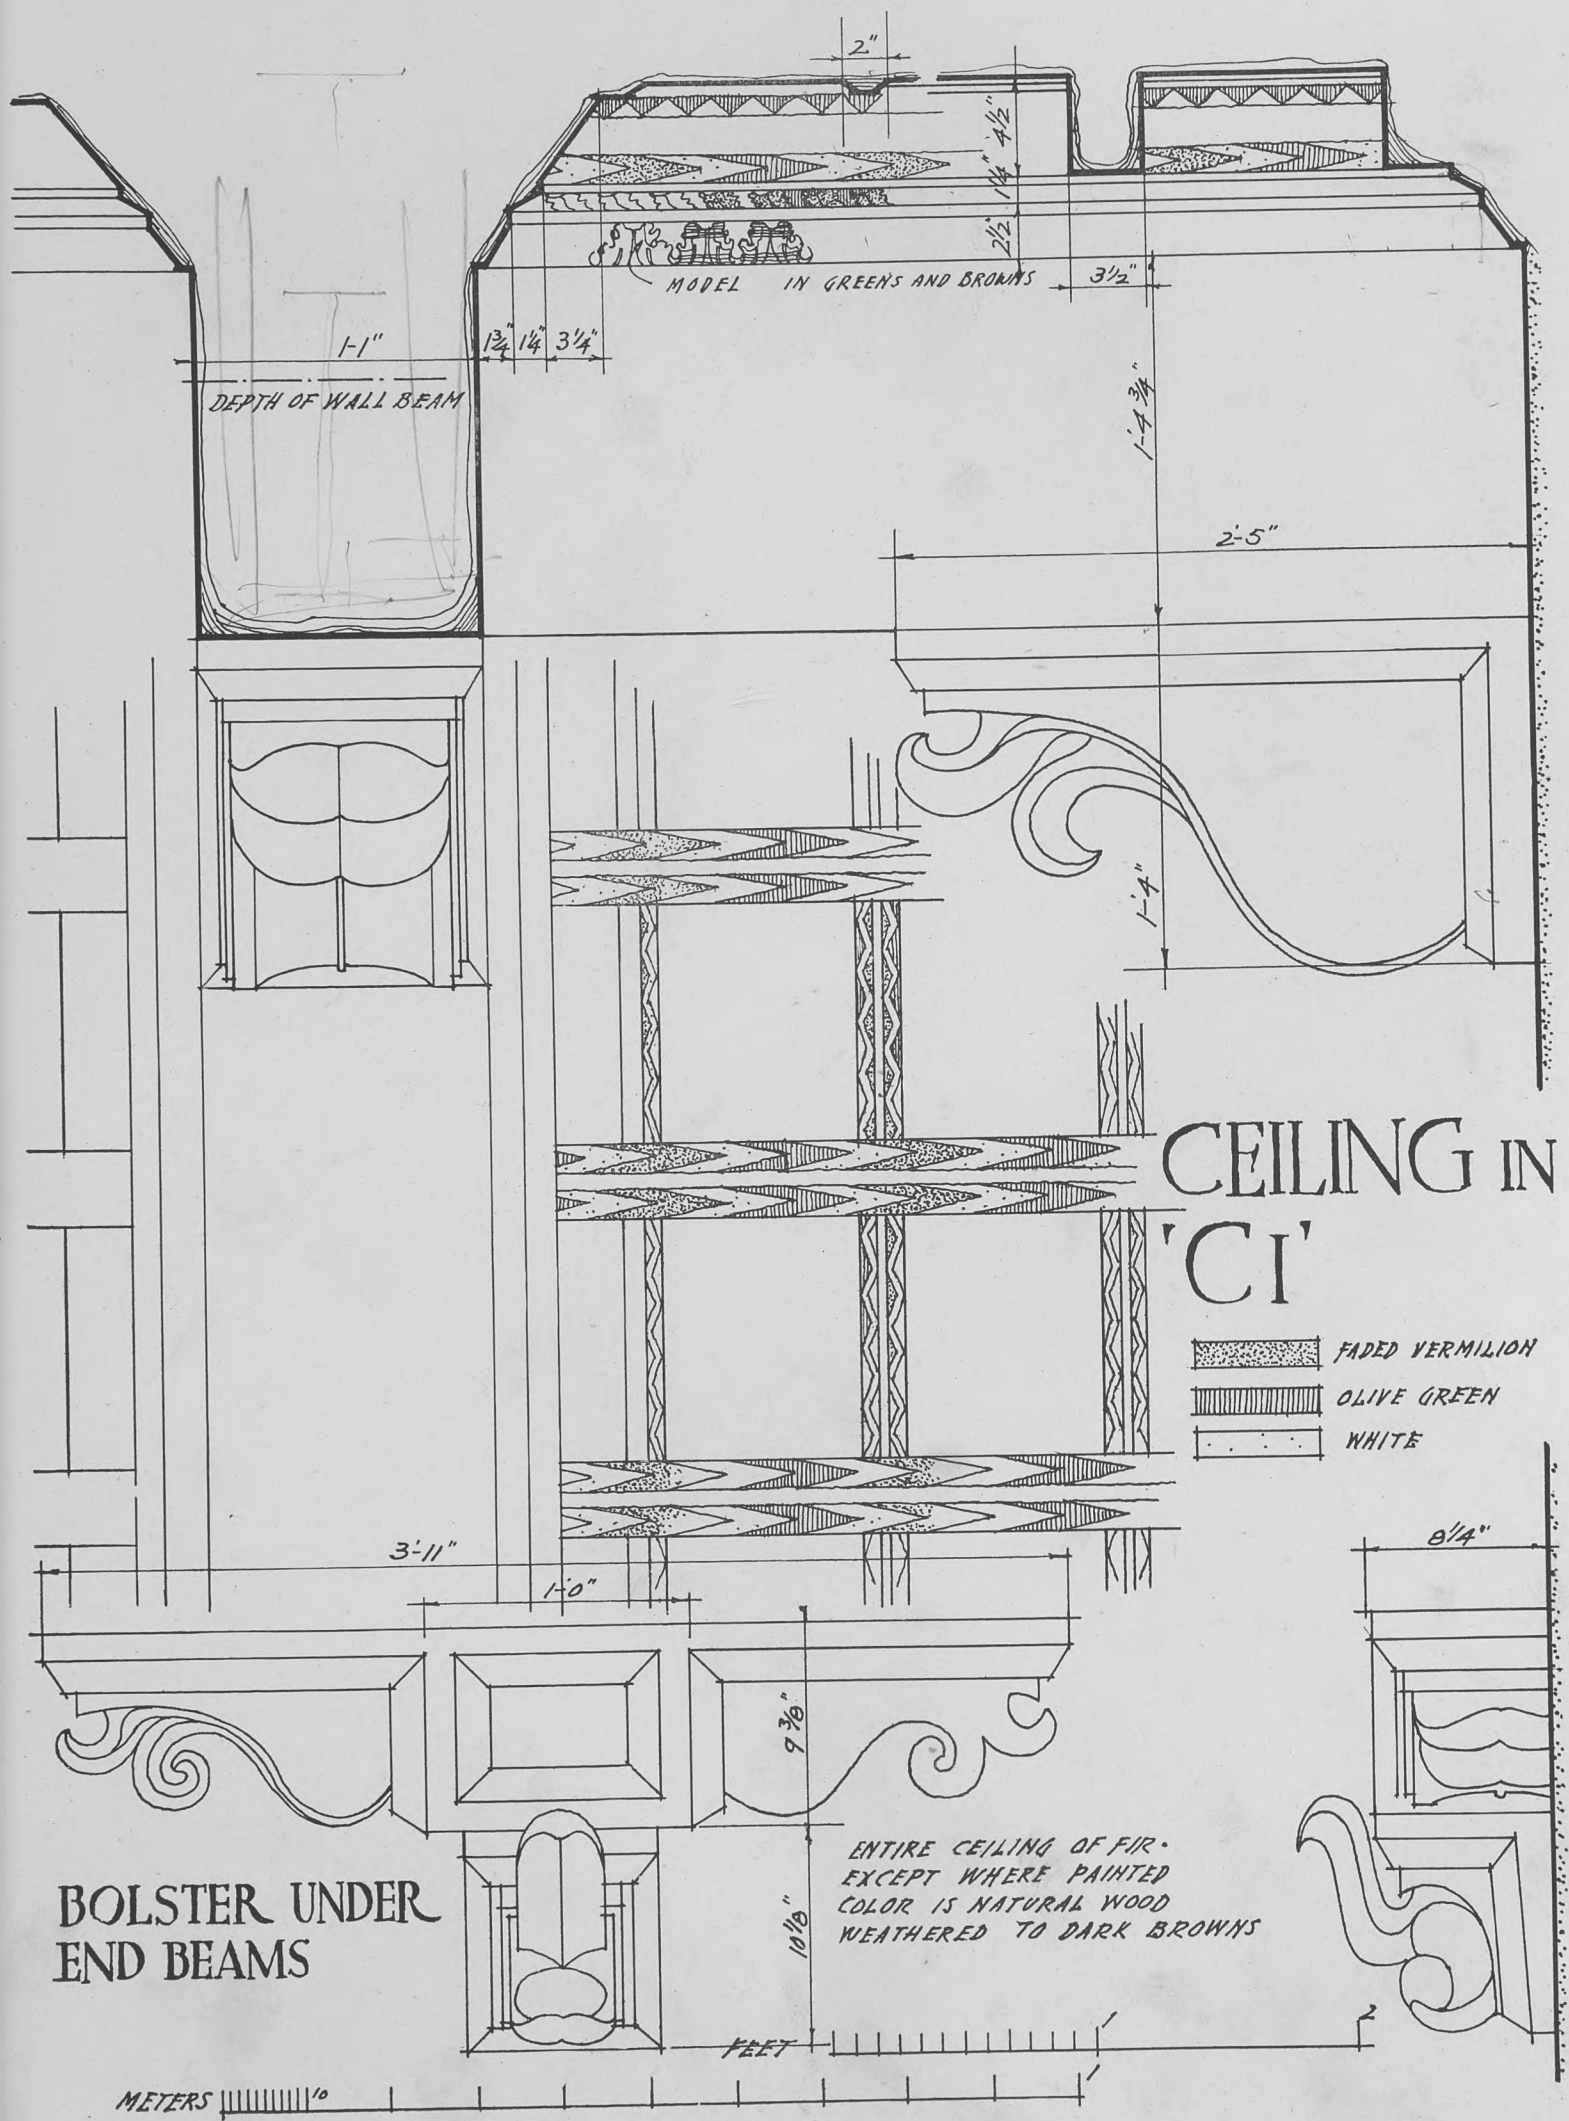 2"
4½"
1¼"
2½"
MODEL IN GREENS AND BROWNS
3½"
1-1"
1¾" 1¼" 3¼"
DEPTH OF WALL BEAM
1'-4¾"
2'-5"
1'-4"
CEILING IN
'C1'
FADED VERMILION
OLIVE GREEN
WHITE
3'-11"
1'-0"
8¼"
9⅜"
10⅛"
ENTIRE CEILING OF FIR.
EXCEPT WHERE PAINTED
COLOR IS NATURAL WOOD
WEATHERED TO DARK BROWNS
BOLSTER UNDER
END BEAMS
FEET 1 2
METERS 10 1